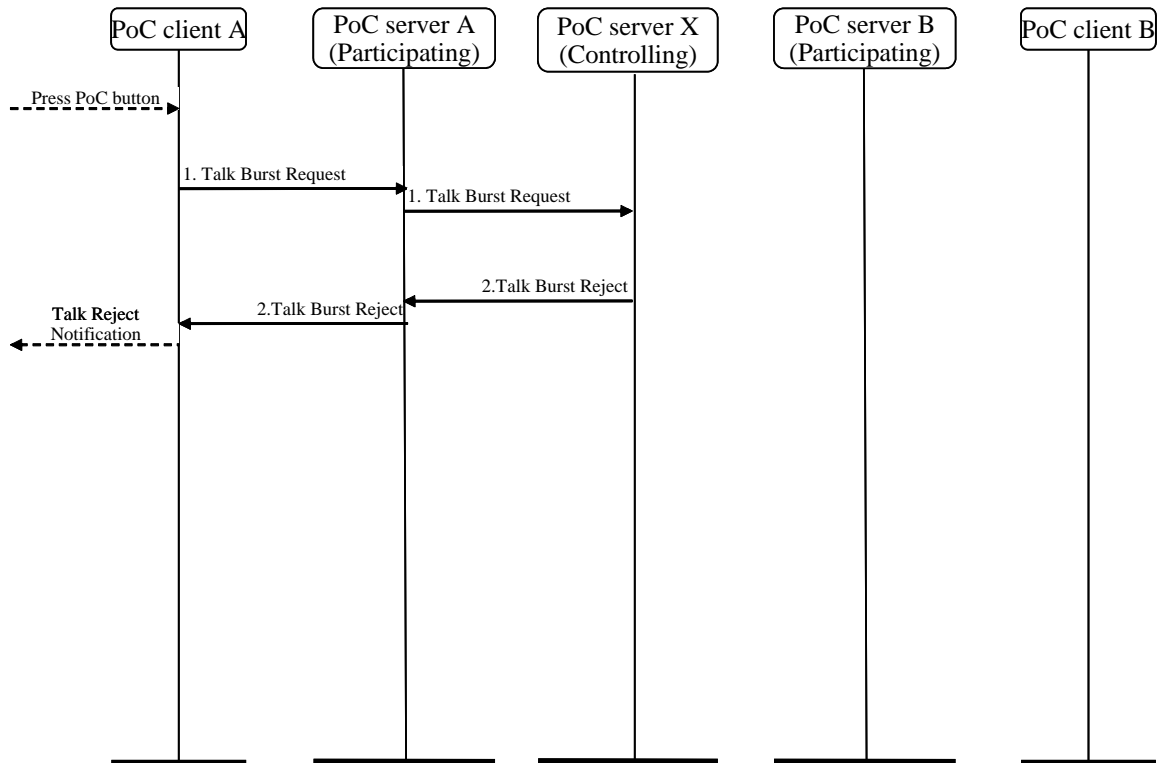 PoC client A
PoC server A
(Participating)
PoC server X
(Controlling)
PoC server B
(Participating)
PoC client B
Press PoC button
1. Talk Burst Request
1. Talk Burst Request
2.Talk Burst Reject
2.Talk Burst Reject
Talk Reject
Notification